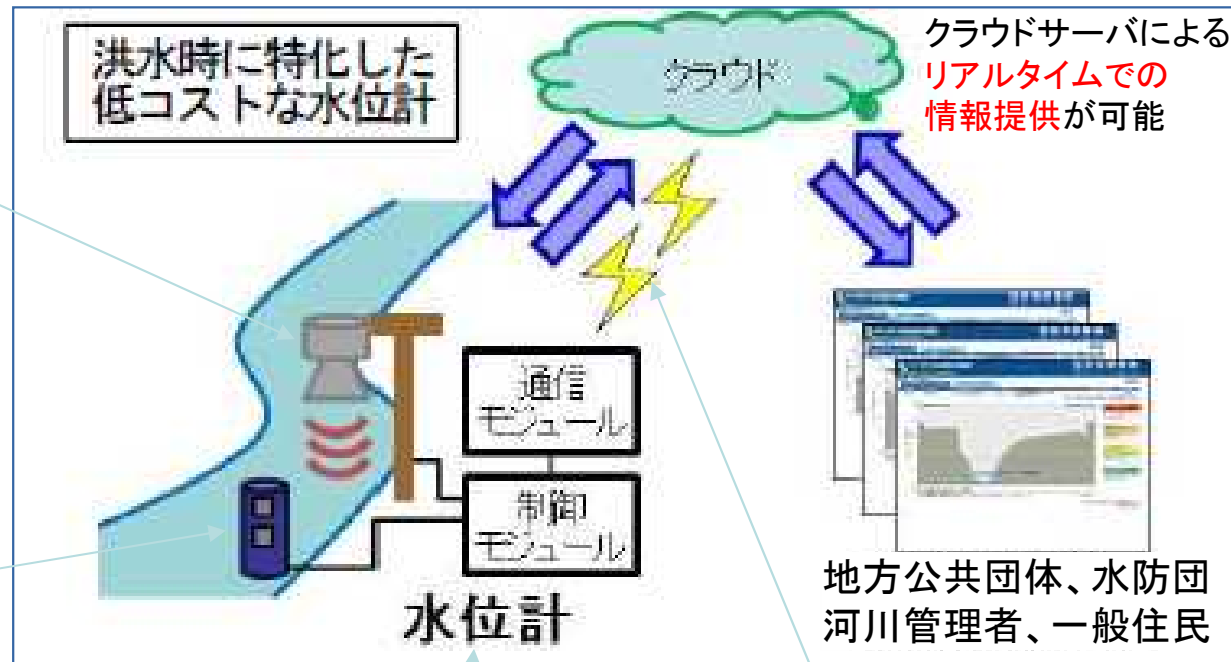 洪水時に特化した
低コストな水位計
クラウド
クラウドサーバによる
リアルタイムでの
情報提供が可能
通信
モジュール
制御
モジュール
水位計
地方公共団体、水防団
河川管理者、一般住民